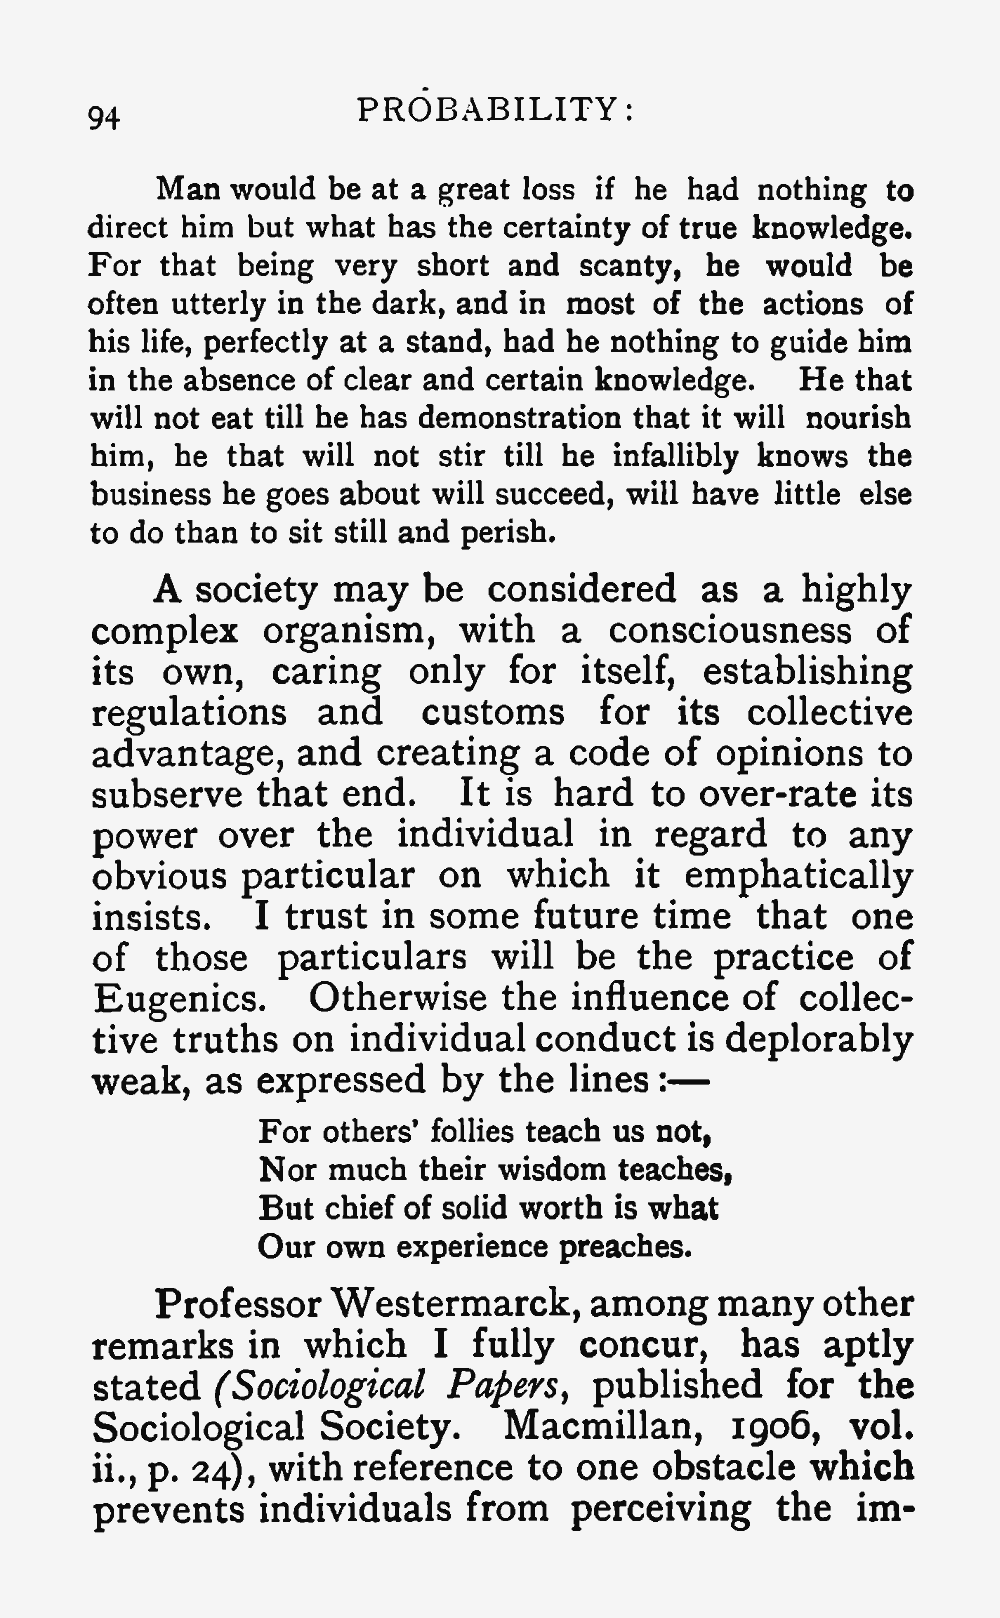 94
PROBABILITY:
Man would be at a great loss if he had nothing to
direct him but what has the certainty of true knowledge.
For that being very short and scanty, he would be
often utterly in the dark, and in most of the actions of
his life, perfectly at a stand, had he nothing to guide him
in the absence of clear and certain knowledge. He that
will not eat till he has demonstration that it will nourish
him, he that will not stir till he infallibly knows the
business he goes about will succeed, will have little else
to do than to sit still and perish.
A society may be considered as a highly
complex organism, with a consciousness of
its own, caring only for itself, establishing
regulations and customs for its collective
advantage, and creating a code of opinions to
subserve that end. It is hard to over-rate its
power over the individual in regard to any
obvious particular on which it emphatically
insists. I trust in some future time that one
of those particulars will be the practice of
Eugenics. Otherwise the influence of collec-
tive truths on individual conduct is deplorably
weak, as expressed by the lines :—
For others' follies teach us not,
Nor much their wisdom teaches,
But chief of solid worth is what
Our own experience preaches.
Professor Westermarck, among many other
remarks in which I fully concur, has aptly
stated (Sociological Papers, published for the
Sociological Society. Macmillan, 1906, vol.
ii., p. 24), with reference to one obstacle which
prevents individuals from perceiving the im-